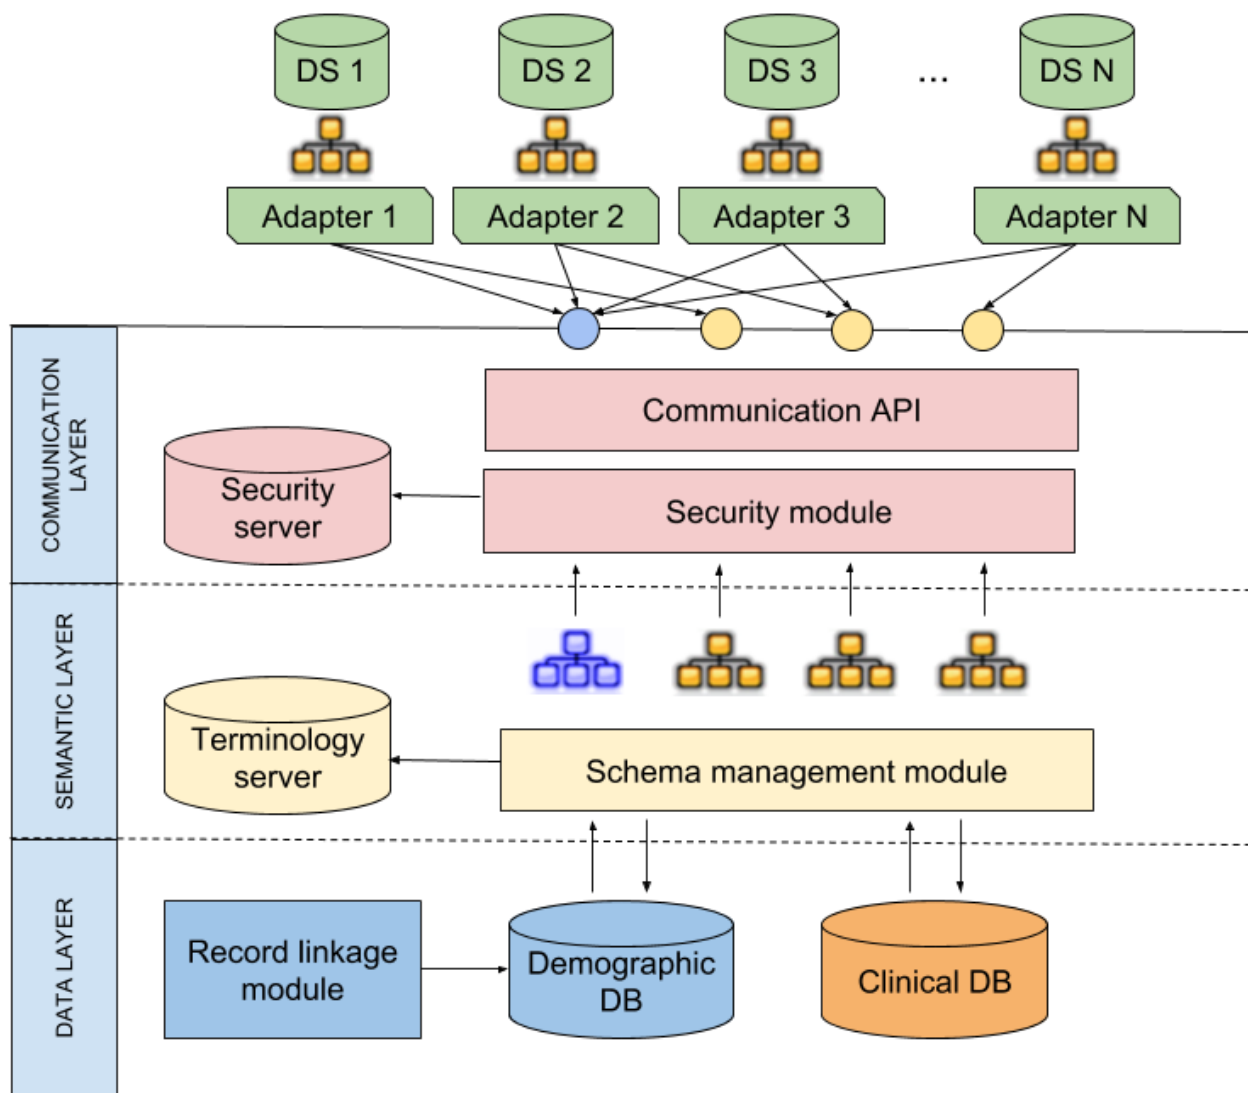 DS 1
DS 2
DS 3
...
DS N
Adapter 1
Adapter 2
Adapter 3
Adapter N
COMMUNICATION
LAYER
Communication API
Security
server
Security module
SEMANTIC LAYER
Terminology
server
Schema management module
DATA LAYER
Record linkage
module
Demographic
DB
Clinical DB